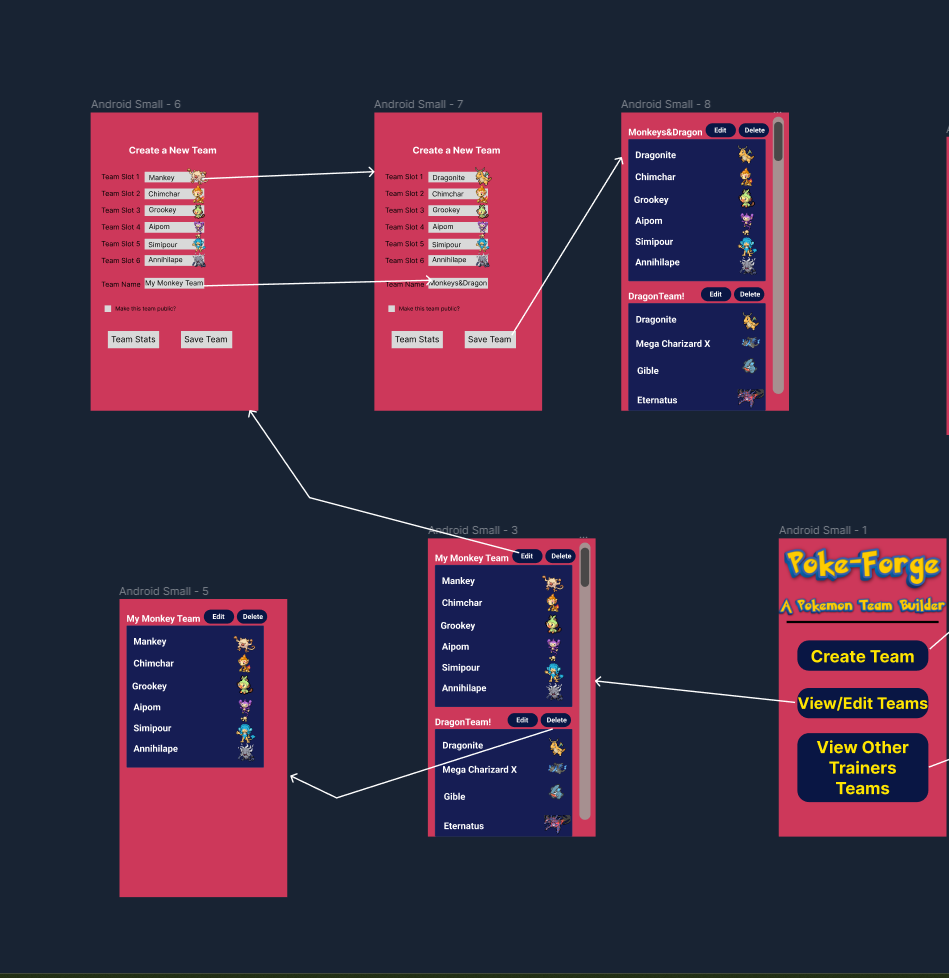 Android Small - 6
Create a New Team
Team Slot 1 Mankey
Team Slot 2 Chimchar
Team Slot 3 Grookey
Team Slot 4 Aipom
Team Slot 5 Simipour
Team Slot 6 Annihilape
Team Name My Monkey Team
Make this team public?
Team Stats Save Team
Android Small - 7
Create a New Team
Team Slot 1 Dragonite
Team Slot 2 Chimchar
Team Slot 3 Grookey
Team Slot 4 Aipom
Team Slot 5 Simipour
Team Slot 6 Annihilape
Team Name Monkeys&Dragon
Make this team public?
Team Stats Save Team
Android Small - 8
Monkeys&Dragon Edit Delete
Dragonite
Chimchar
Grookey
Aipom
Simipour
Annihilape
DragonTeam! Edit Delete
Dragonite
Mega Charizard X
Gible
Eternatus
Android Small - 5
My Monkey Team Edit Delete
Mankey
Chimchar
Grookey
Aipom
Simipour
Annihilape
Android Small - 3
My Monkey Team Edit Delete
Mankey
Chimchar
Grookey
Aipom
Simipour
Annihilape
DragonTeam! Edit Delete
Dragonite
Mega Charizard X
Gible
Eternatus
Android Small - 1
Poke-Forge
A Pokemon Team Builder
Create Team
View/Edit Teams
View Other
Trainers
Teams